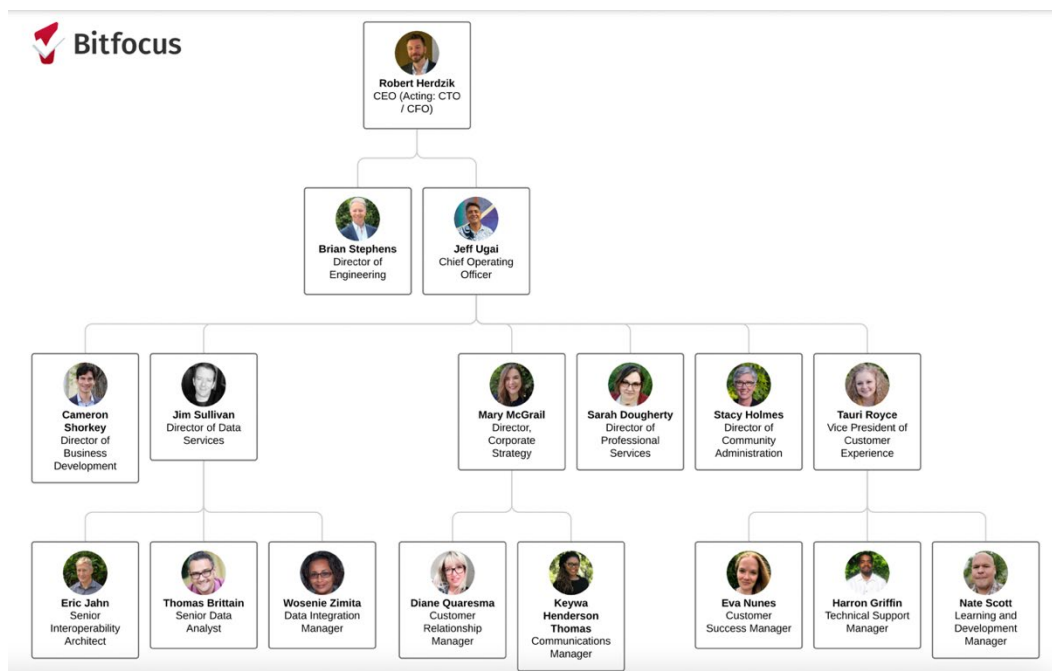 Bitfocus
Robert Herdzik
CEO (Acting: CTO
/ CFO)
Brian Stephens
Director of
Engineering
Jeff Ugai
Chief Operating
Officer
Cameron
Shorkey
Director of
Business
Development
Jim Sullivan
Director of Data
Services
Mary McGrail
Director,
Corporate
Strategy
Sarah Dougherty
Director of
Professional
Services
Stacy Holmes
Director of
Community
Administration
Tauri Royce
Vice President of
Customer
Experience
Eric Jahn
Senior
Interoperability
Architect
Thomas Brittain
Senior Data
Analyst
Wosenie Zimita
Data Integration
Manager
Diane Quaresma
Customer
Relationship
Manager
Keywa
Henderson
Thomas
Communications
Manager
Eva Nunes
Customer
Success Manager
Harron Griffin
Technical Support
Manager
Nate Scott
Learning and
Development
Manager